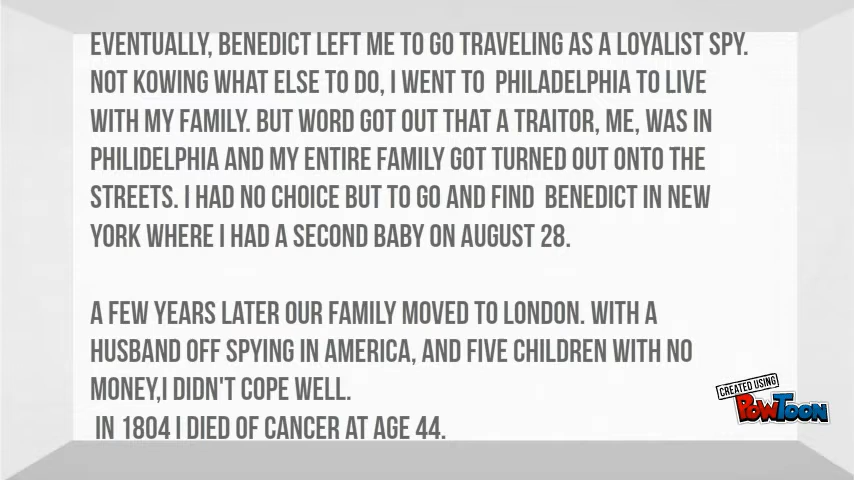 EVENTUALLY, BENEDICT LEFT ME TO GO TRAVELING AS A LOYALIST SPY.
NOT KOWING WHAT ELSE TO DO, I WENT TO PHILADELPHIA TO LIVE
WITH MY FAMILY. BUT WORD GOT OUT THAT A TRAITOR, ME, WAS IN
PHILIDELPHIA AND MY ENTIRE FAMILY GOT TURNED OUT ONTO THE
STREETS. I HAD NO CHOICE BUT TO GO AND FIND BENEDICT IN NEW
YORK WHERE I HAD A SECOND BABY ON AUGUST 28.
A FEW YEARS LATER OUR FAMILY MOVED TO LONDON. WITH A
HUSBAND OFF SPYING IN AMERICA, AND FIVE CHILDREN WITH NO
MONEY,I DIDN'T COPE WELL.
IN 1804 I DIED OF CANCER AT AGE 44.
CREATED USING
POWTOON